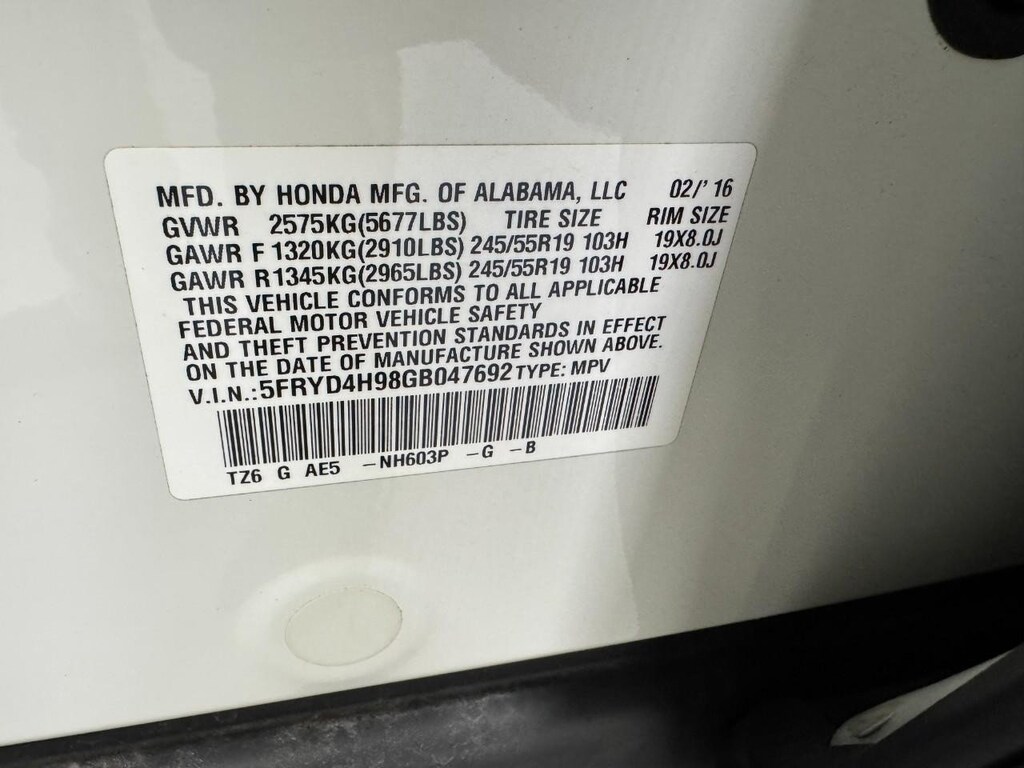 MFD. BY HONDA MFG. OF ALABAMA, LLC 02/' 16
GVWR 2575KG(5677LBS) TIRE SIZE RIM SIZE
GAWR F 1320KG(2910LBS) 245/55R19 103H 19X8.0J
GAWR R 1345KG(2965LBS) 245/55R19 103H 19X8.0J
THIS VEHICLE CONFORMS TO ALL APPLICABLE
FEDERAL MOTOR VEHICLE SAFETY
AND THEFT PREVENTION STANDARDS IN EFFECT
ON THE DATE OF MANUFACTURE SHOWN ABOVE.
V.I.N.: 5FRYD4H98GB047692 TYPE: MPV
TZ6 G AE5 -NH603P -G -B